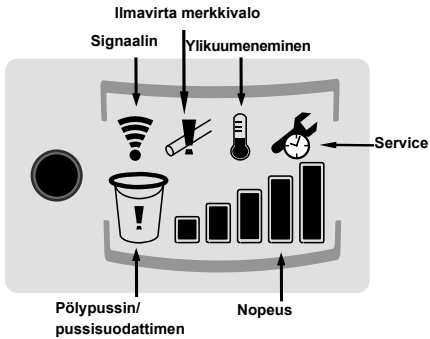 Ilmavirta merkkivalo
Signaalin
Ylikuumeneminen
Service
Pölypussin/
pussisuodattimen
Nopeus